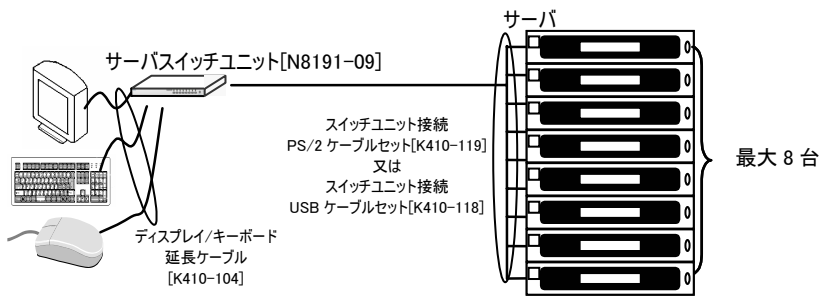 サーバ
サーバスイッチユニット[N8191-09]
スイッチユニット接続
PS/2 ケーブルセット[K410-119]
又は
スイッチユニット接続
USB ケーブルセット[K410-118]
最大 8 台
ディスプレイ/キーボード
延長ケーブル
[K410-104]